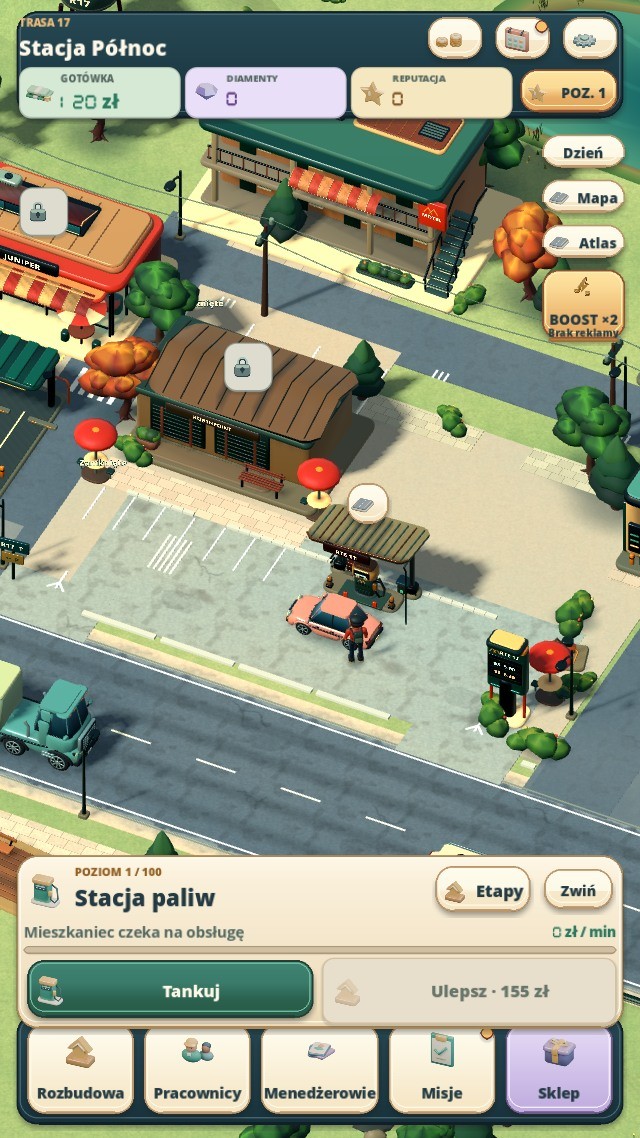 TRASA 17
Stacja Północ
GOTÓWKA
120 zł
DIAMENTY
0
REPUTACJA
0
POZ. 1
Dzień
Mapa
Atlas
BOOST ×2
Brak reklamy
MOTEL
JUNIPER
POZIOM 1 / 100
Stacja paliw
Etapy
Zwiń
Mieszkaniec czeka na obsługę
0 zł / min
Tankuj
Ulepsz · 155 zł
Rozbudowa
Pracownicy
Menedżerowie
Misje
Sklep